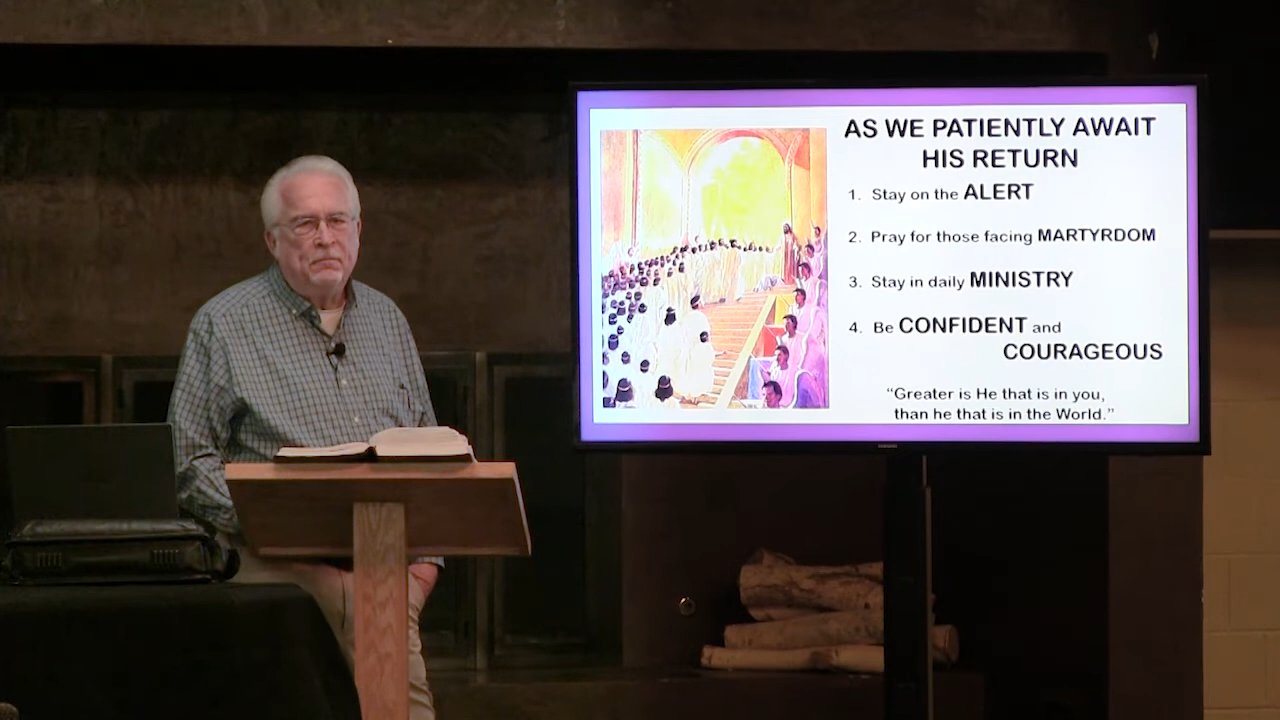 AS WE PATIENTLY AWAIT
HIS RETURN
1. Stay on the ALERT
2. Pray for those facing MARTYRDOM
3. Stay in daily MINISTRY
4. Be CONFIDENT and
COURAGEOUS
“Greater is He that is in you,
than he that is in the World.”